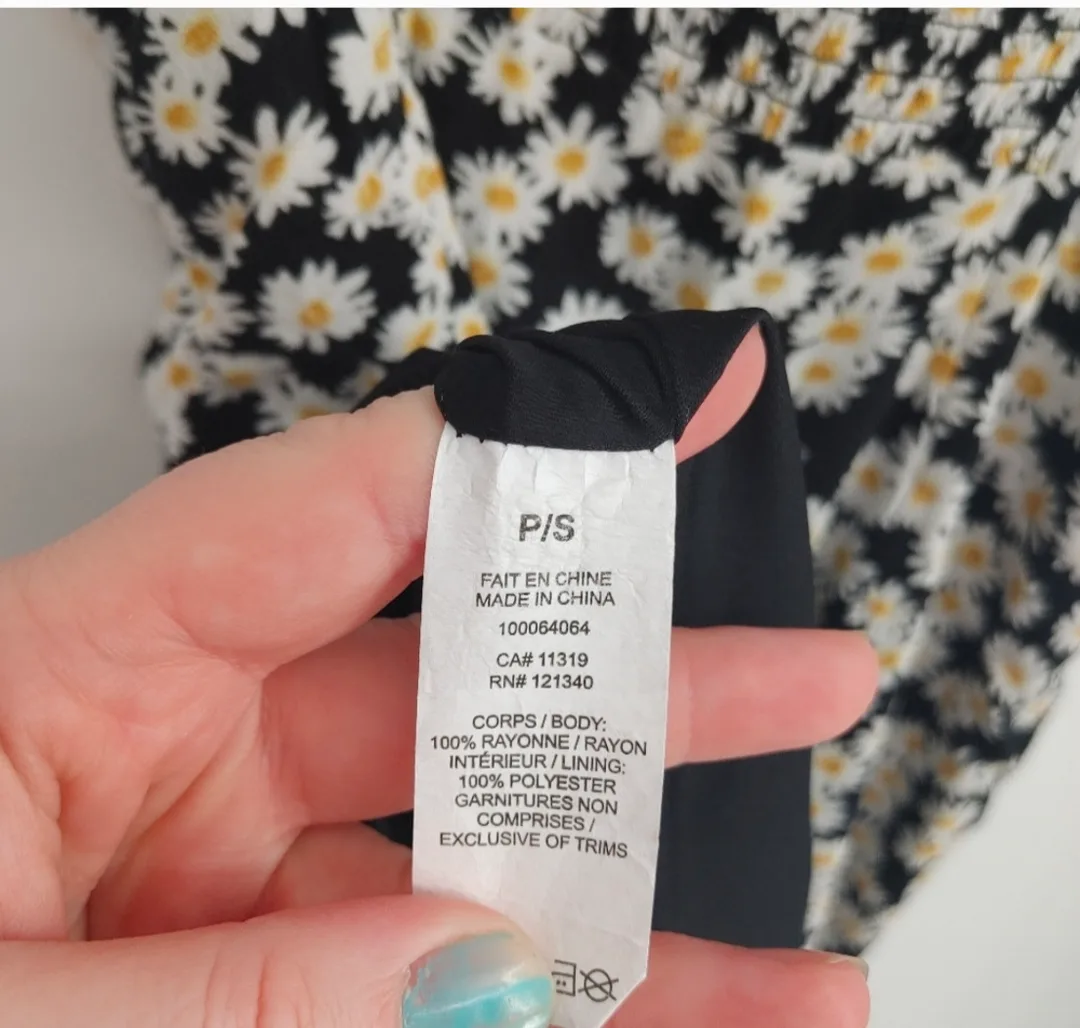 P/S
FAIT EN CHINE
MADE IN CHINA
100064064
CA# 11319
RN# 121340
CORPS / BODY:
100% RAYONNE / RAYON
INTÉRIEUR / LINING:
100% POLYESTER
GARNITURES NON
COMPRISES /
EXCLUSIVE OF TRIMS